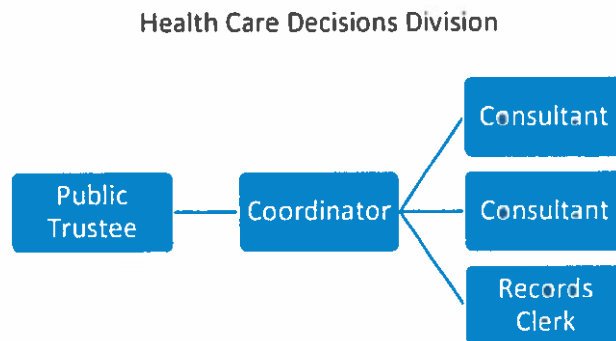 Health Care Decisions Division
Public
Trustee
Coordinator
Consultant
Consultant
Records
Clerk